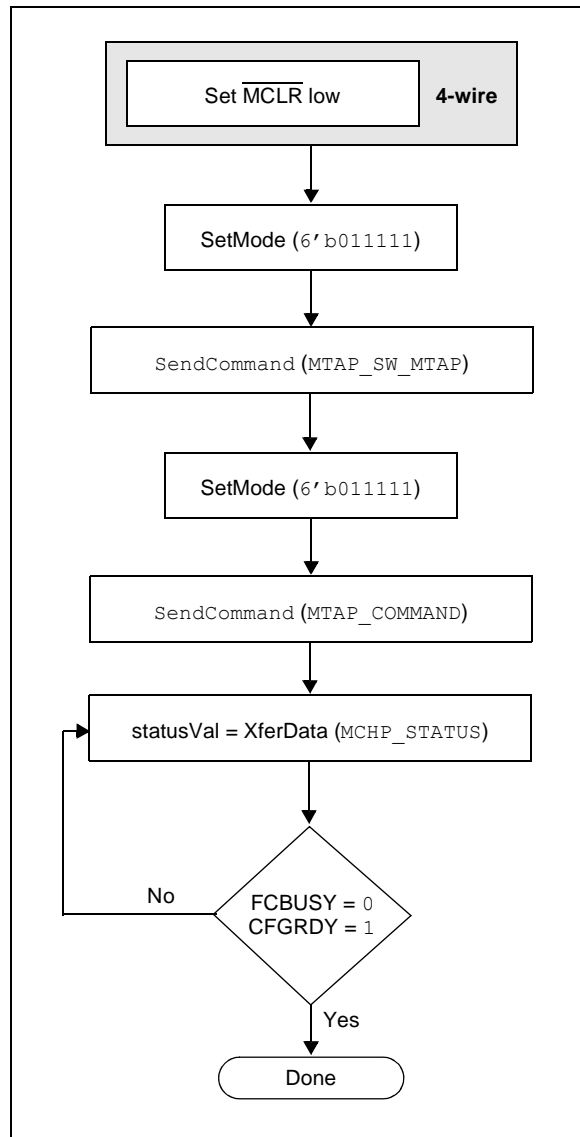 Set MCLR low
4-wire
SetMode (6’b011111)
SendCommand (MTAP_SW_MTAP)
SetMode (6’b011111)
SendCommand (MTAP_COMMAND)
statusVal = XferData (MCHP_STATUS)
No
FCBUSY = 0
CFGRDY = 1
Yes
Done